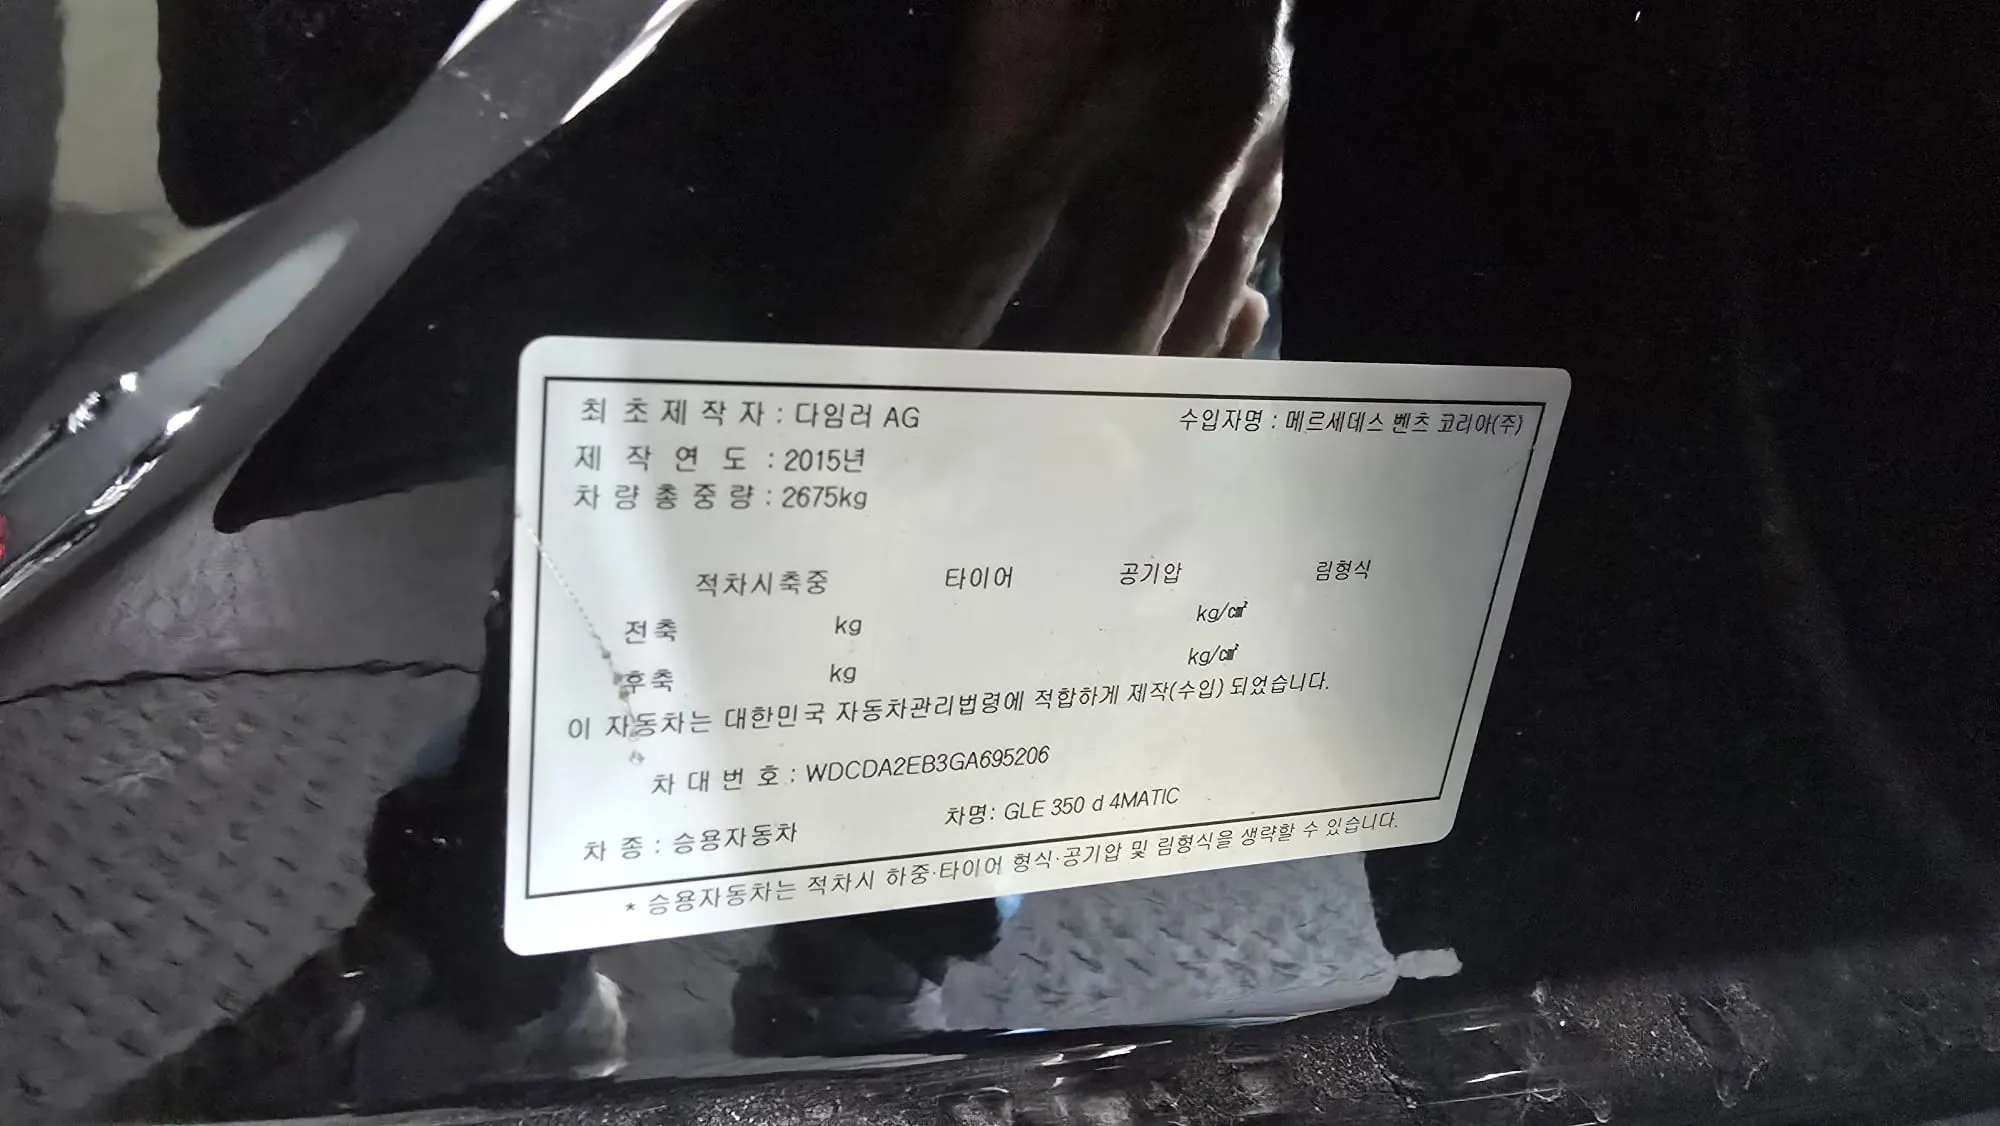 최초제작자 : 다임러 AG 수입자명 : 메르세데스 벤츠 코리아(주)
제작연도 : 2015년
차량총중량 : 2675kg
적차시축중 타이어 공기압 림형식
전축 kg kg/㎠
후축 kg kg/㎠
이 자동차는 대한민국 자동차관리법령에 적합하게 제작(수입) 되었습니다.
차대번호 : WDCDA2EB3GA695206
차종 : 승용자동차 차명: GLE 350 d 4MATIC
* 승용자동차는 적차시 하중·타이어 형식·공기압 및 림형식을 생략할 수 있습니다.